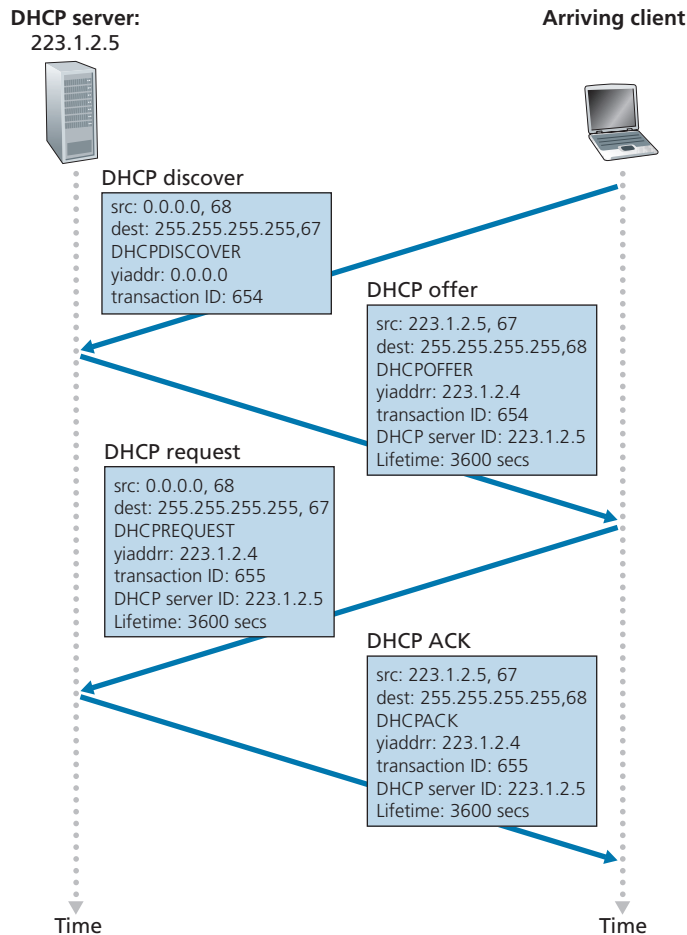 DHCP server:
223.1.2.5
Arriving client
DHCP discover
src: 0.0.0.0, 68
dest: 255.255.255.255,67
DHCPDISCOVER
yiaddr: 0.0.0.0
transaction ID: 654
DHCP offer
src: 223.1.2.5, 67
dest: 255.255.255.255,68
DHCPOFFER
yiaddrr: 223.1.2.4
transaction ID: 654
DHCP server ID: 223.1.2.5
Lifetime: 3600 secs
DHCP request
src: 0.0.0.0, 68
dest: 255.255.255.255, 67
DHCPREQUEST
yiaddrr: 223.1.2.4
transaction ID: 655
DHCP server ID: 223.1.2.5
Lifetime: 3600 secs
DHCP ACK
src: 223.1.2.5, 67
dest: 255.255.255.255,68
DHCPACK
yiaddrr: 223.1.2.4
transaction ID: 655
DHCP server ID: 223.1.2.5
Lifetime: 3600 secs
Time
Time